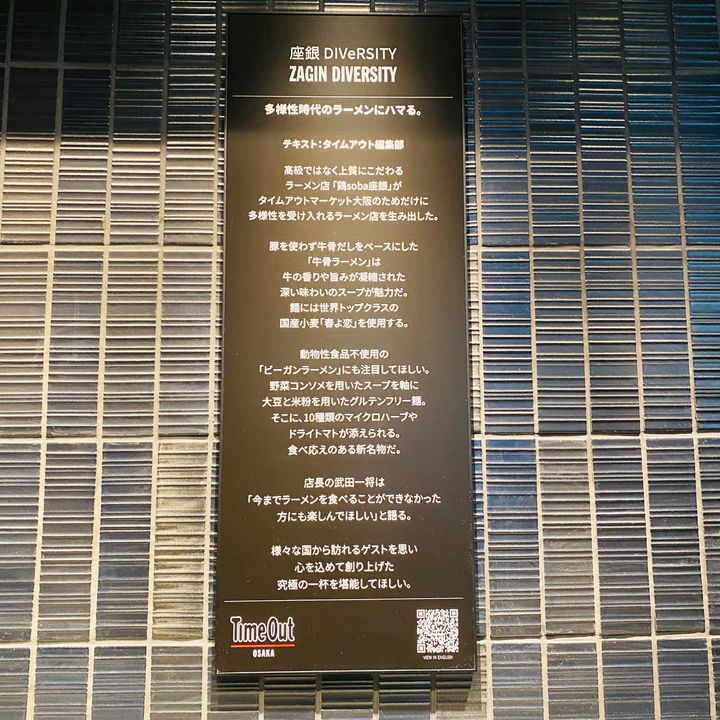 座銀 DIVeRSITY
ZAGIN DIVERSITY
多様性時代のラーメンにハマる。
テキスト：タイムアウト編集部
高級ではなく上質にこだわる
ラーメン店「鶏soba座銀」が
タイムアウトマーケット大阪のためだけに
多様性を受け入れるラーメン店を生み出した。
豚を使わず牛骨だしをベースにした
「牛骨ラーメン」は
牛の香りや旨みが凝縮された
深い味わいのスープが魅力だ。
麺には世界トップクラスの
国産小麦「春よ恋」を使用する。
動物性食品不使用の
「ビーガンラーメン」にも注目してほしい。
野菜コンソメを用いたスープを軸に
大豆と米粉を用いたグルテンフリー麺。
そこに、10種類のマイクロハーブや
ドライトマトが添えられる。
食べ応えのある新名物だ。
店長の武田一将は
「今までラーメンを食べることができなかった
方にも楽しんでほしい」と語る。
様々な国から訪れるゲストを思い
心を込めて創り上げた
究極の一杯を堪能してほしい。
Time Out
OSAKA
VIEW IN ENGLISH